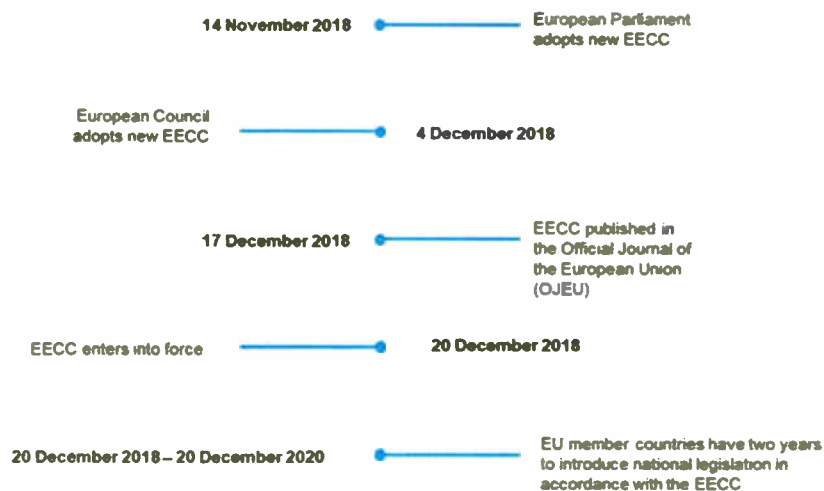 14 November 2018
European Parliament
adopts new EECC
European Council
adopts new EECC
4 December 2018
17 December 2018
EECC published in
the Official Journal of
the European Union
(OJEU)
EECC enters into force
20 December 2018
20 December 2018 – 20 December 2020
EU member countries have two years
to introduce national legislation in
accordance with the EECC